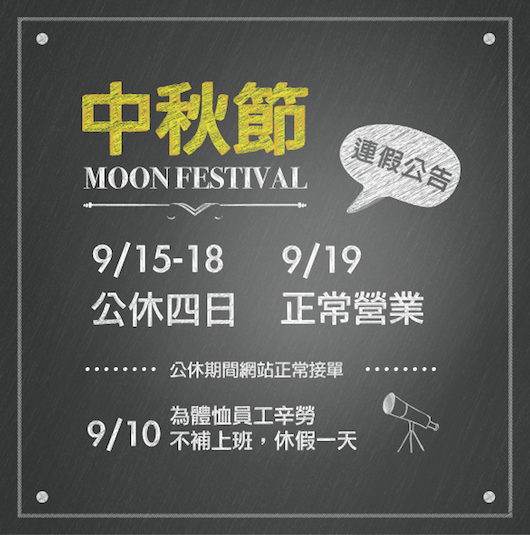 中秋節
MOON FESTIVAL
連假公告
9/15-18
公休四日
9/19
正常營業
公休期間網站正常接單
9/10
為體恤員工辛勞
不補上班，休假一天